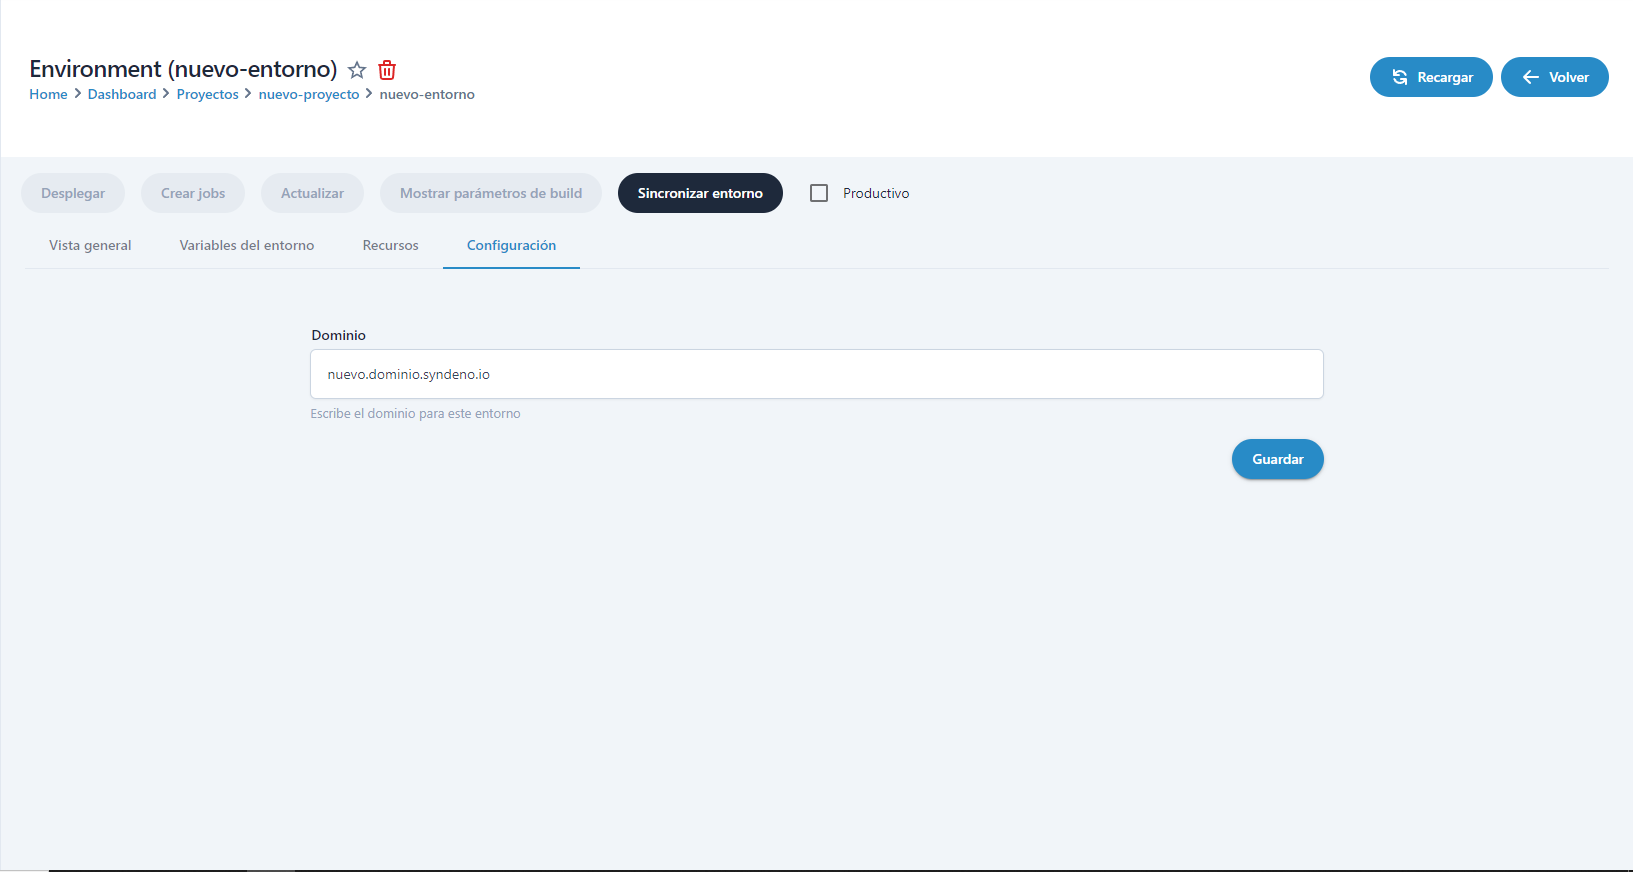 Environment (nuevo-entorno)
Home > Dashboard > Proyectos > nuevo-proyecto > nuevo-entorno
Recargar
Volver
Desplegar
Crear jobs
Actualizar
Mostrar parámetros de build
Sincronizar entorno
Productivo
Vista general
Variables del entorno
Recursos
Configuración
Dominio
nuevo.dominio.syndeno.io
Escribe el dominio para este entorno
Guardar